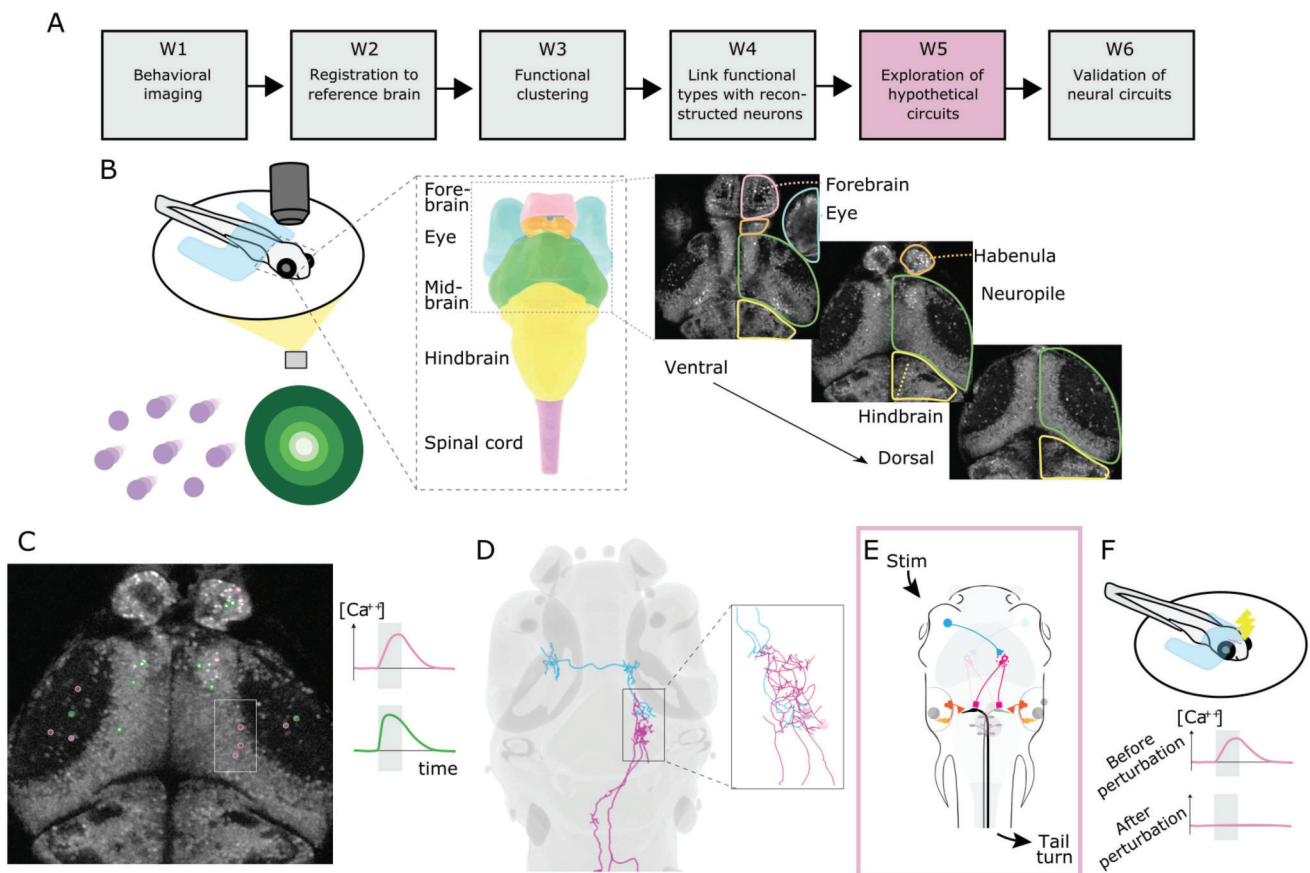 A
W1
Behavioral
imaging
W2
Registration to
reference brain
W3
Functional
clustering
W4
Link functional
types with recon-
structed neurons
W5
Exploration of
hypothetical
circuits
W6
Validation of
neural circuits
B
Fore-
brain
Eye
Mid-
brain
Hindbrain
Spinal cord
Forebrain
Eye
Habenula
Neuropile
Ventral
Hindbrain
Dorsal
C
[Ca⁺⁺]
time
D
E
Stim
Tail
turn
F
[Ca⁺⁺]
Before
perturbation
After
perturbation